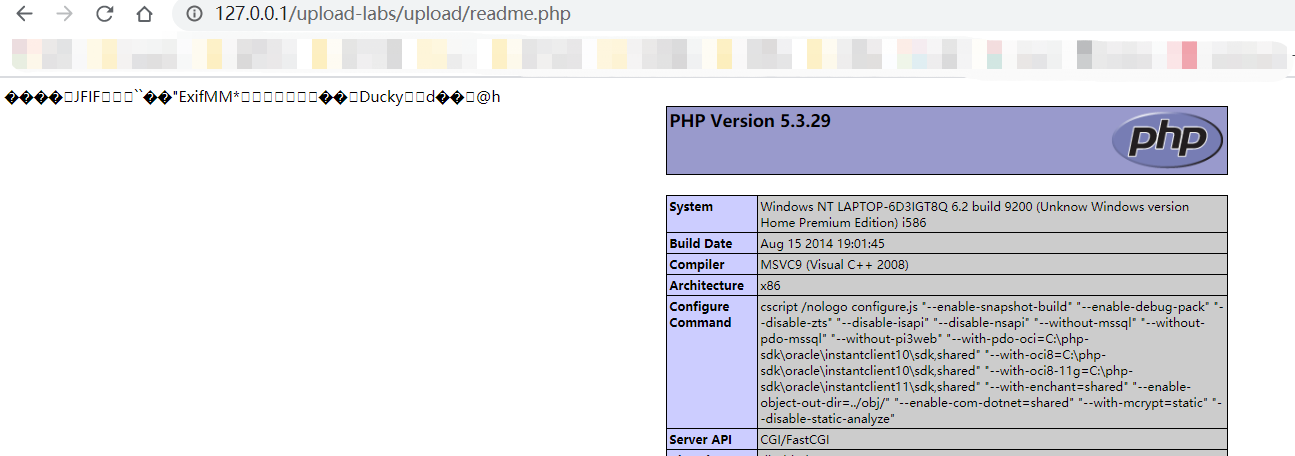 127.0.0.1/upload-labs/upload/readme.php
���� JFIF ``��"ExifMM* �� Ducky d�� @h
PHP Version 5.3.29
php
System Windows NT LAPTOP-6D3IGT8Q 6.2 build 9200 (Unknow Windows version
Home Premium Edition) i586
Build Date Aug 15 2014 19:01:45
Compiler MSVC9 (Visual C++ 2008)
Architecture x86
Configure cscript /nologo configure.js "--enable-snapshot-build" "--enable-debug-pack" "-
Command -disable-zts" "--disable-isapi" "--disable-nsapi" "--without-mssql" "--without-
pdo-mssql" "--without-pi3web" "--with-pdo-oci=C:\php-
sdk\oracle\instantclient10\sdk,shared" "--with-oci8=C:\php-
sdk\oracle\instantclient10\sdk,shared" "--with-oci8-11g=C:\php-
sdk\oracle\instantclient11\sdk,shared" "--with-enchant=shared" "--enable-
object-out-dir=../obj/" "--enable-com-dotnet=shared" "--with-mcrypt=static" "-
-disable-static-analyze"
Server API CGI/FastCGI